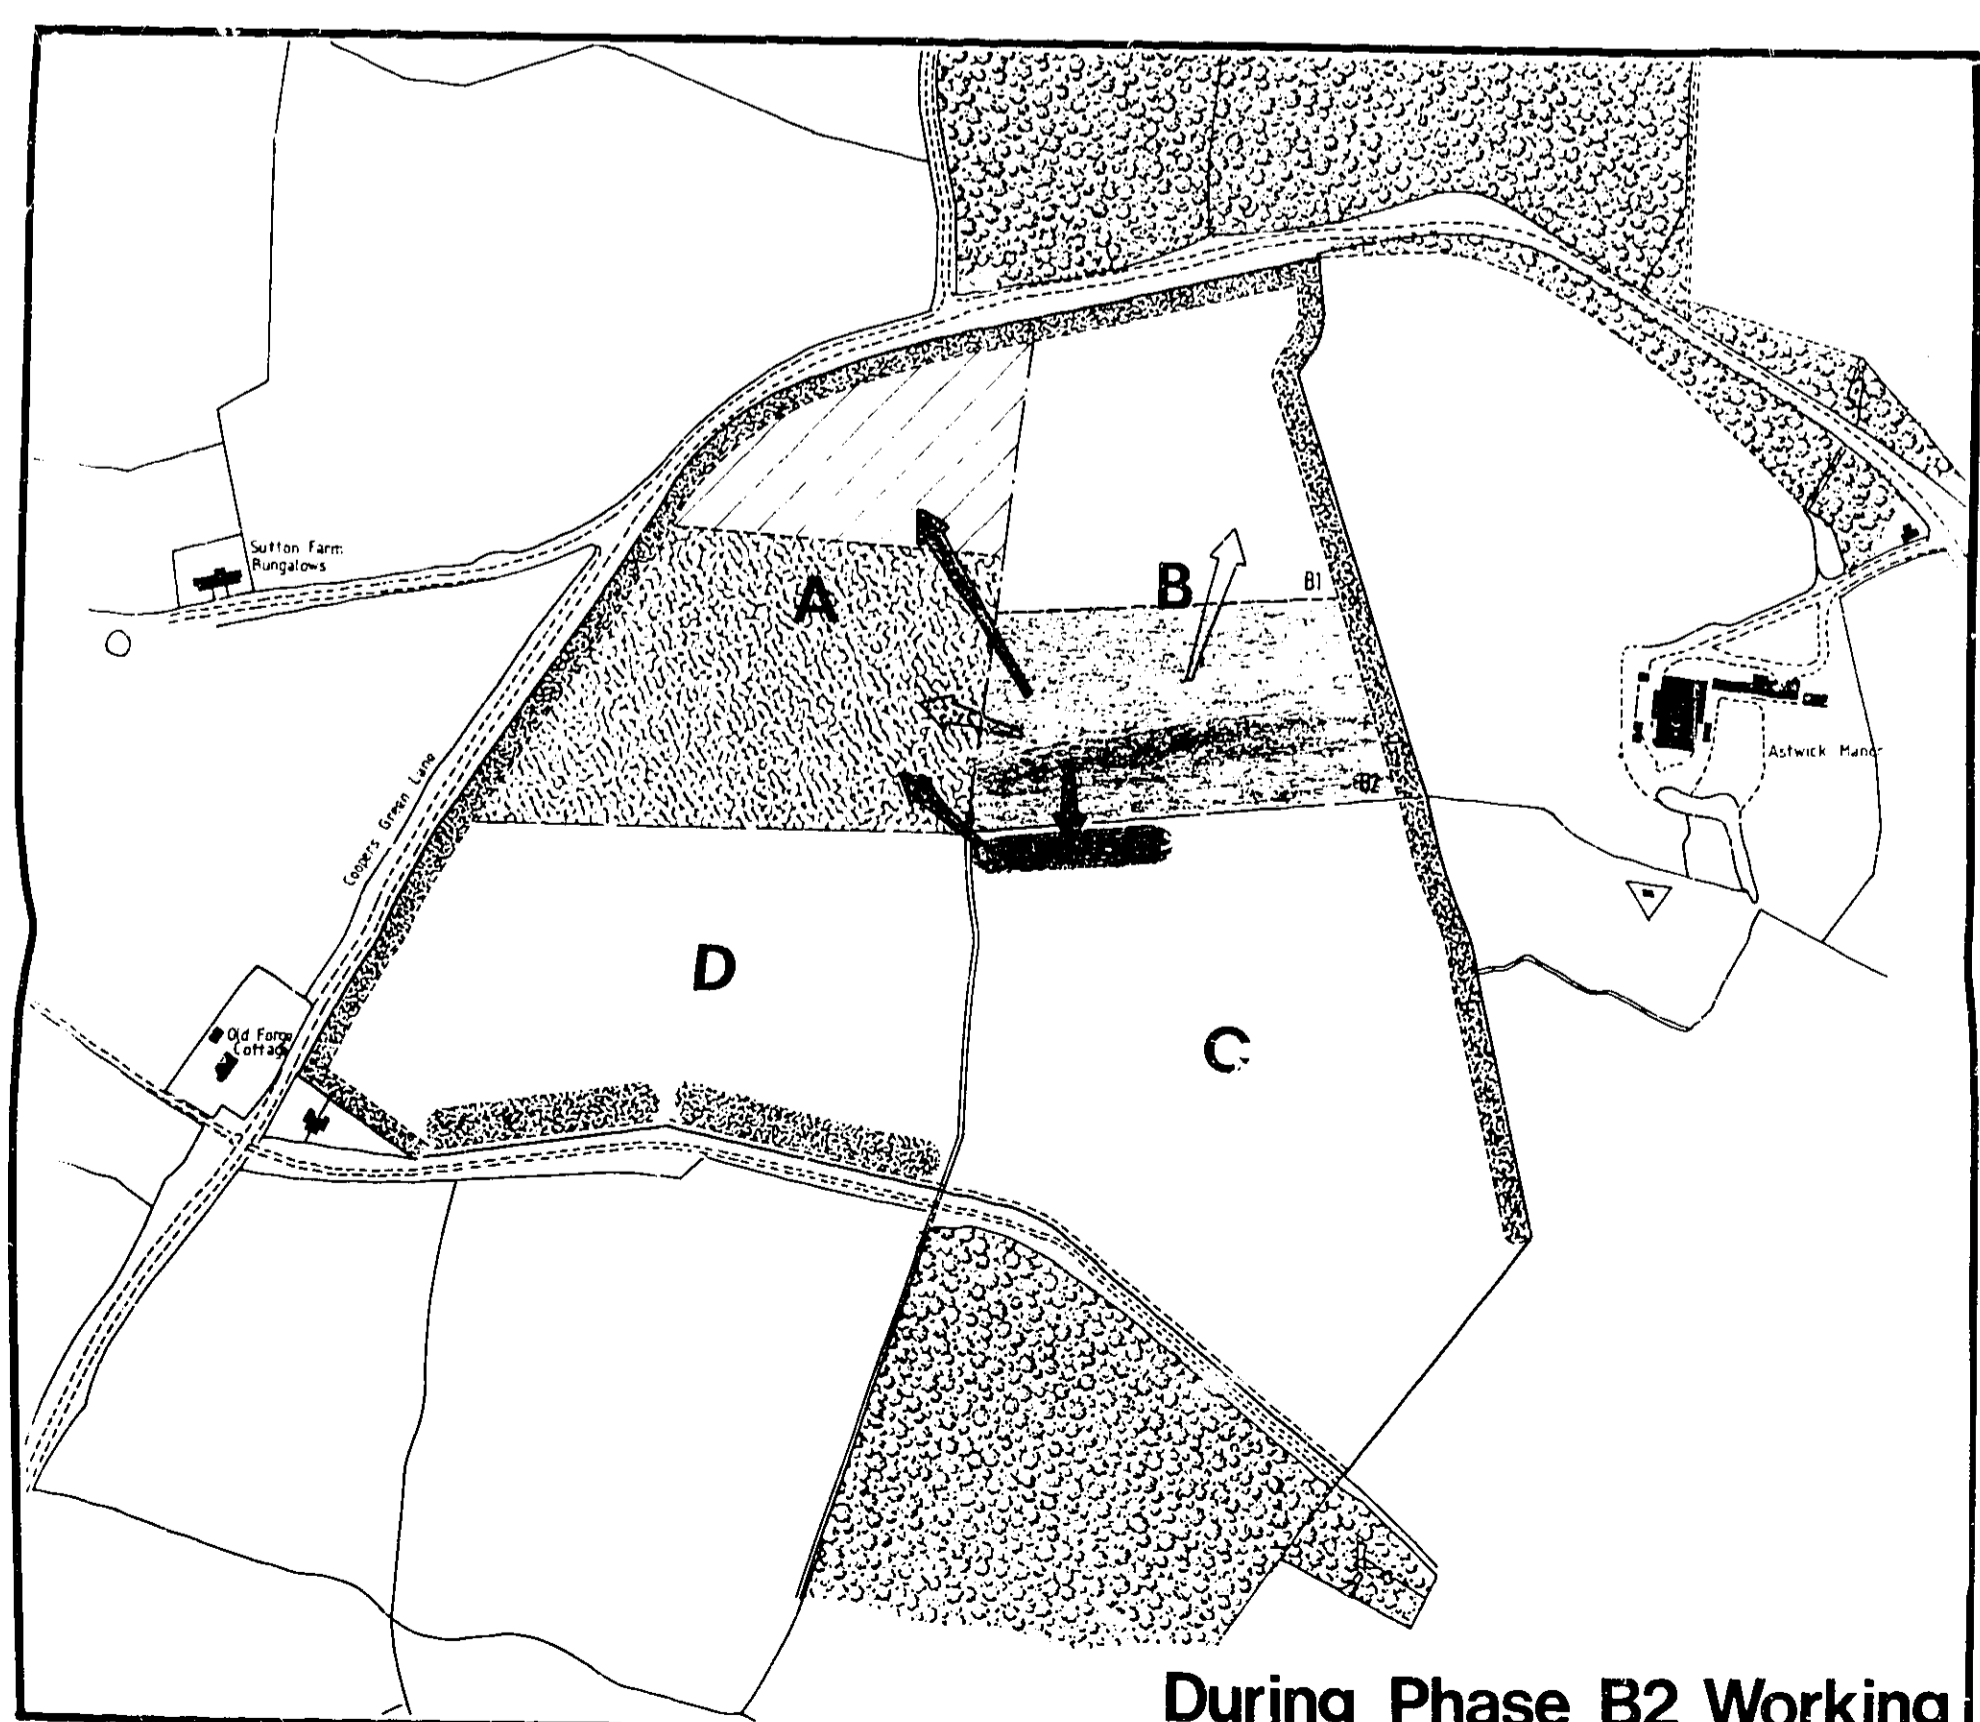 Sutton Farm
Bungalows
A
B
B1
B2
Astwick Manor
Coopers Green Lane
D
C
Old Forge
Cottage
During Phase B2 Working